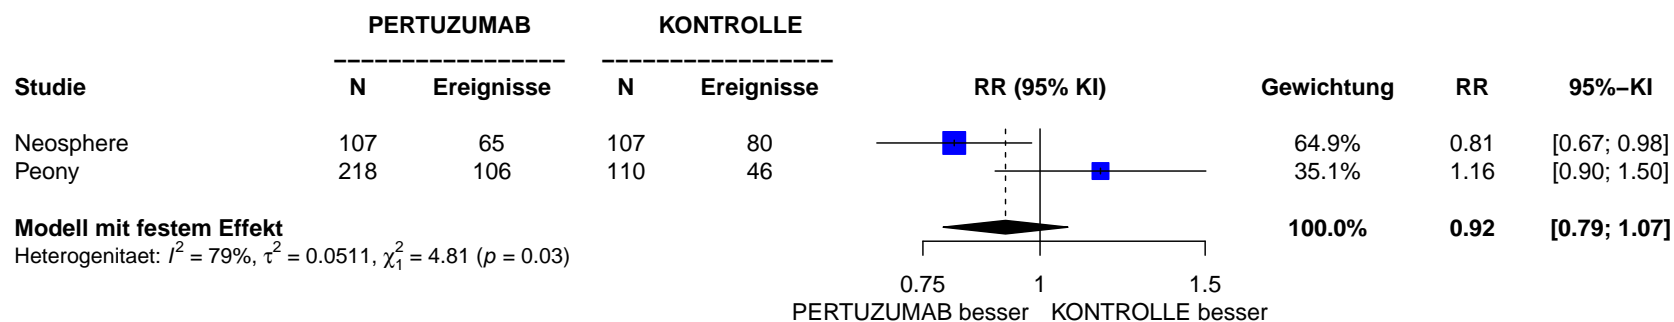 PERTUZUMAB KONTROLLE
Studie N Ereignisse N Ereignisse RR (95% KI) Gewichtung RR 95%−KI
Neosphere 107 65 107 80 64.9% 0.81 [0.67; 0.98]
Peony 218 106 110 46 35.1% 1.16 [0.90; 1.50]
Modell mit festem Effekt 100.0% 0.92 [0.79; 1.07]
Heterogenitaet: I² = 79%, τ² = 0.0511, χ²₁ = 4.81 (p = 0.03)
0.75 1 1.5
PERTUZUMAB besser KONTROLLE besser